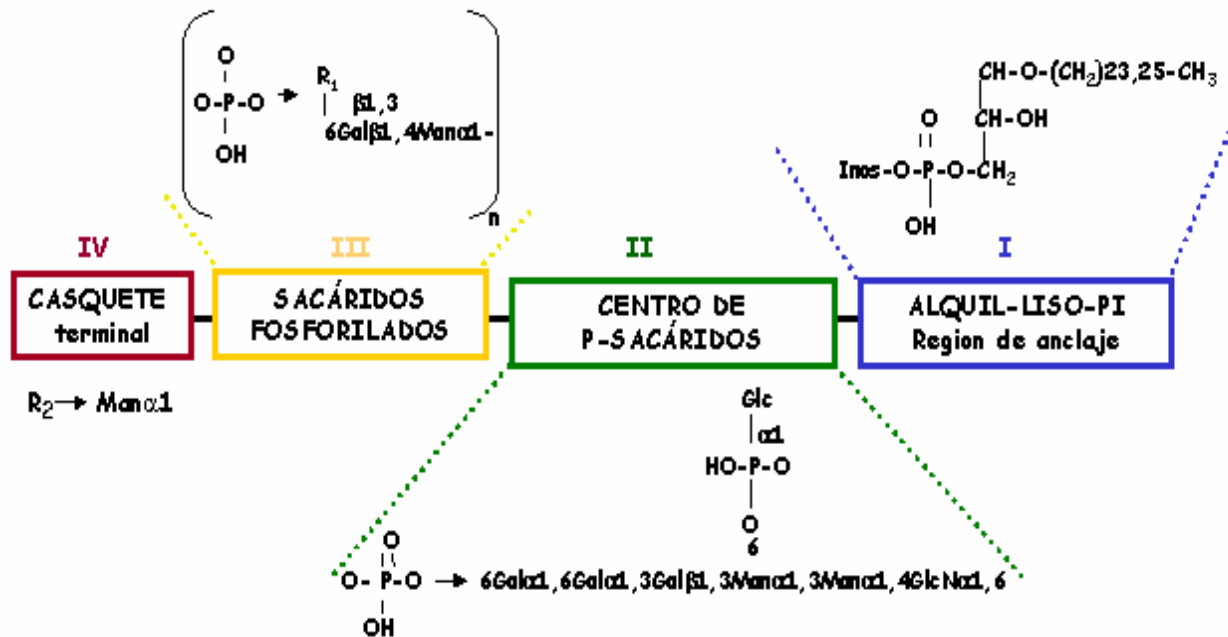 O
O-P-O
OH
R1
β1,3
6Galβ1,4Manα1-
n
CH-O-(CH2)23,25-CH3
O
CH-OH
Inos-O-P-O-CH2
OH
IV
III
II
I
CASQUETE
terminal
SACÁRIDOS
FOSFORILADOS
CENTRO DE
P-SACÁRIDOS
ALQUIL-LISO-PI
Region de anclaje
R2→ Manα1
Glc
α1
HO-P-O
O
6
O
O-P-O → 6Galα1,6Galα1,3Galβ1,3Manα1,3Manα1,4GlcNα1,6
OH